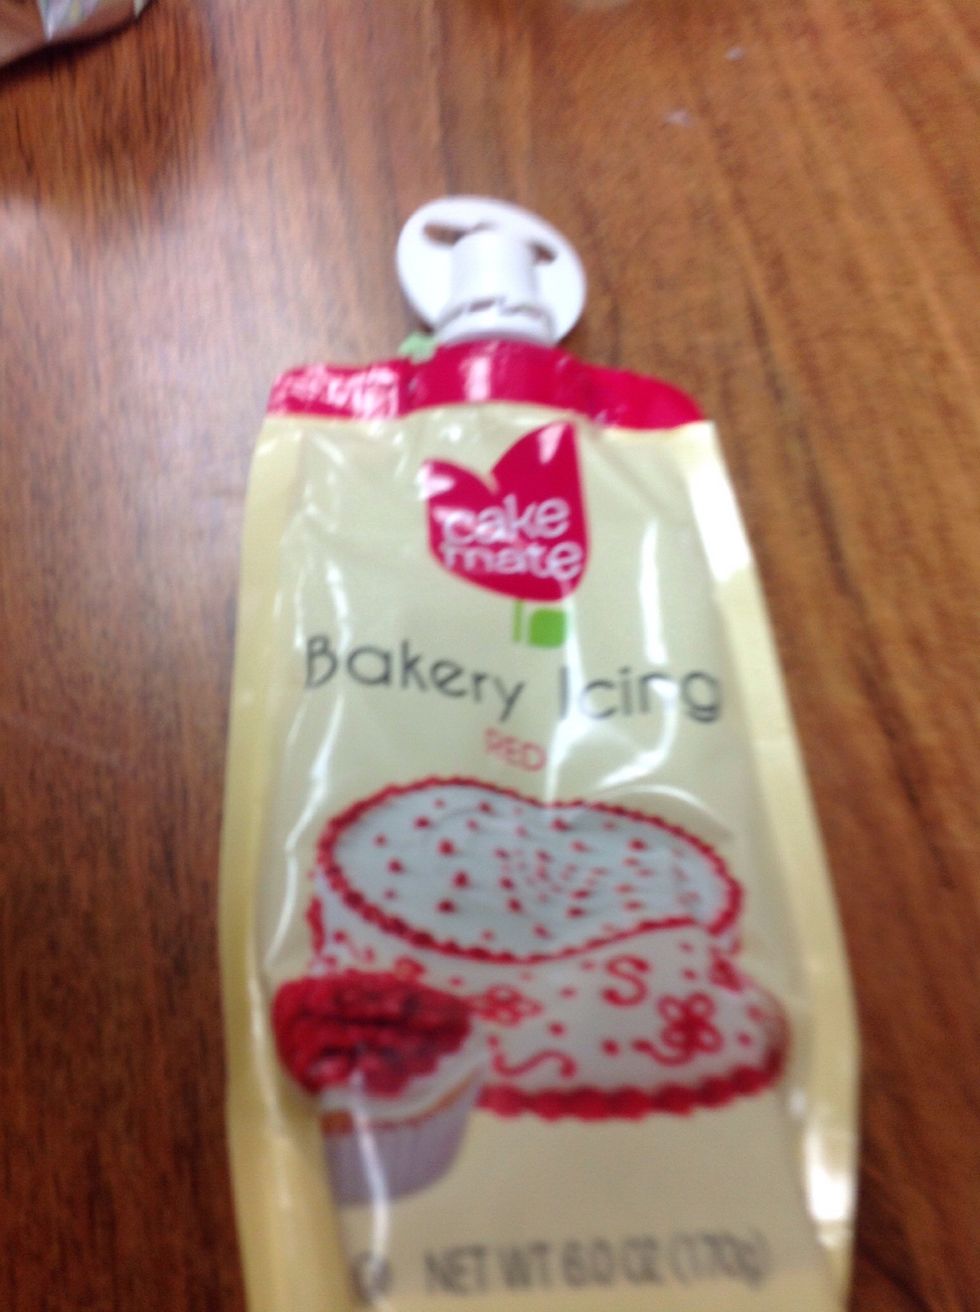 cake
mate
Bakery Icing
RED
NET WT 6.0 OZ (170g)